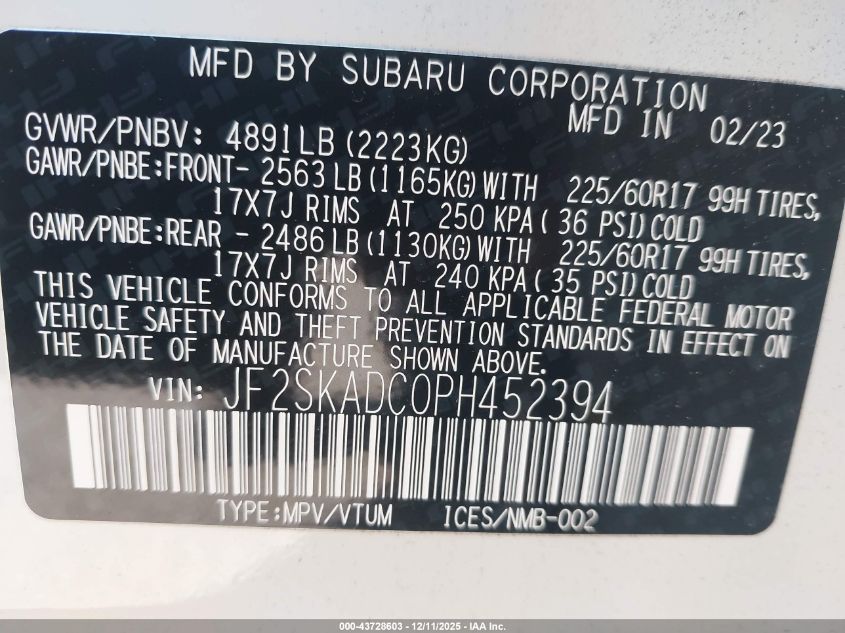 MFD BY SUBARU CORPORATION
MFD IN 02/23
GVWR/PNBV: 4891LB (2223KG)
GAWR/PNBE:FRONT- 2563 LB (1165KG) WITH 225/60R17 99H TIRES,
17X7J RIMS AT 250 KPA ( 36 PSI) COLD
GAWR/PNBE:REAR - 2486 LB (1130KG) WITH 225/60R17 99H TIRES,
17X7J RIMS AT 240 KPA ( 35 PSI) COLD
THIS VEHICLE CONFORMS TO ALL APPLICABLE FEDERAL MOTOR
VEHICLE SAFETY AND THEFT PREVENTION STANDARDS IN EFFECT ON
THE DATE OF MANUFACTURE SHOWN ABOVE.
VIN: JF2SKADC0PH452394
TYPE:MPV/VTUM ICES/NMB-002
000-43728603 - 12/11/2025 - IAA Inc.